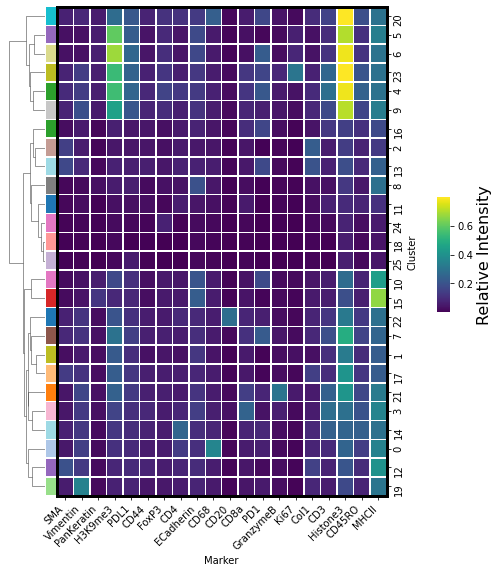 20
5
6
23
4
9
16
2
13
8
11
24
18
25
10
15
22
7
1
17
21
3
14
0
12
19
Cluster
0.6
0.4
0.2
Relative Intensity
SMA
Vimentin
PanKeratin
H3K9me3
PDL1
CD44
FoxP3
CD4
ECadherin
CD68
CD20
CD8a
PD1
GranzymeB
Ki67
Col1
CD3
Histone3
CD45RO
MHCII
Marker